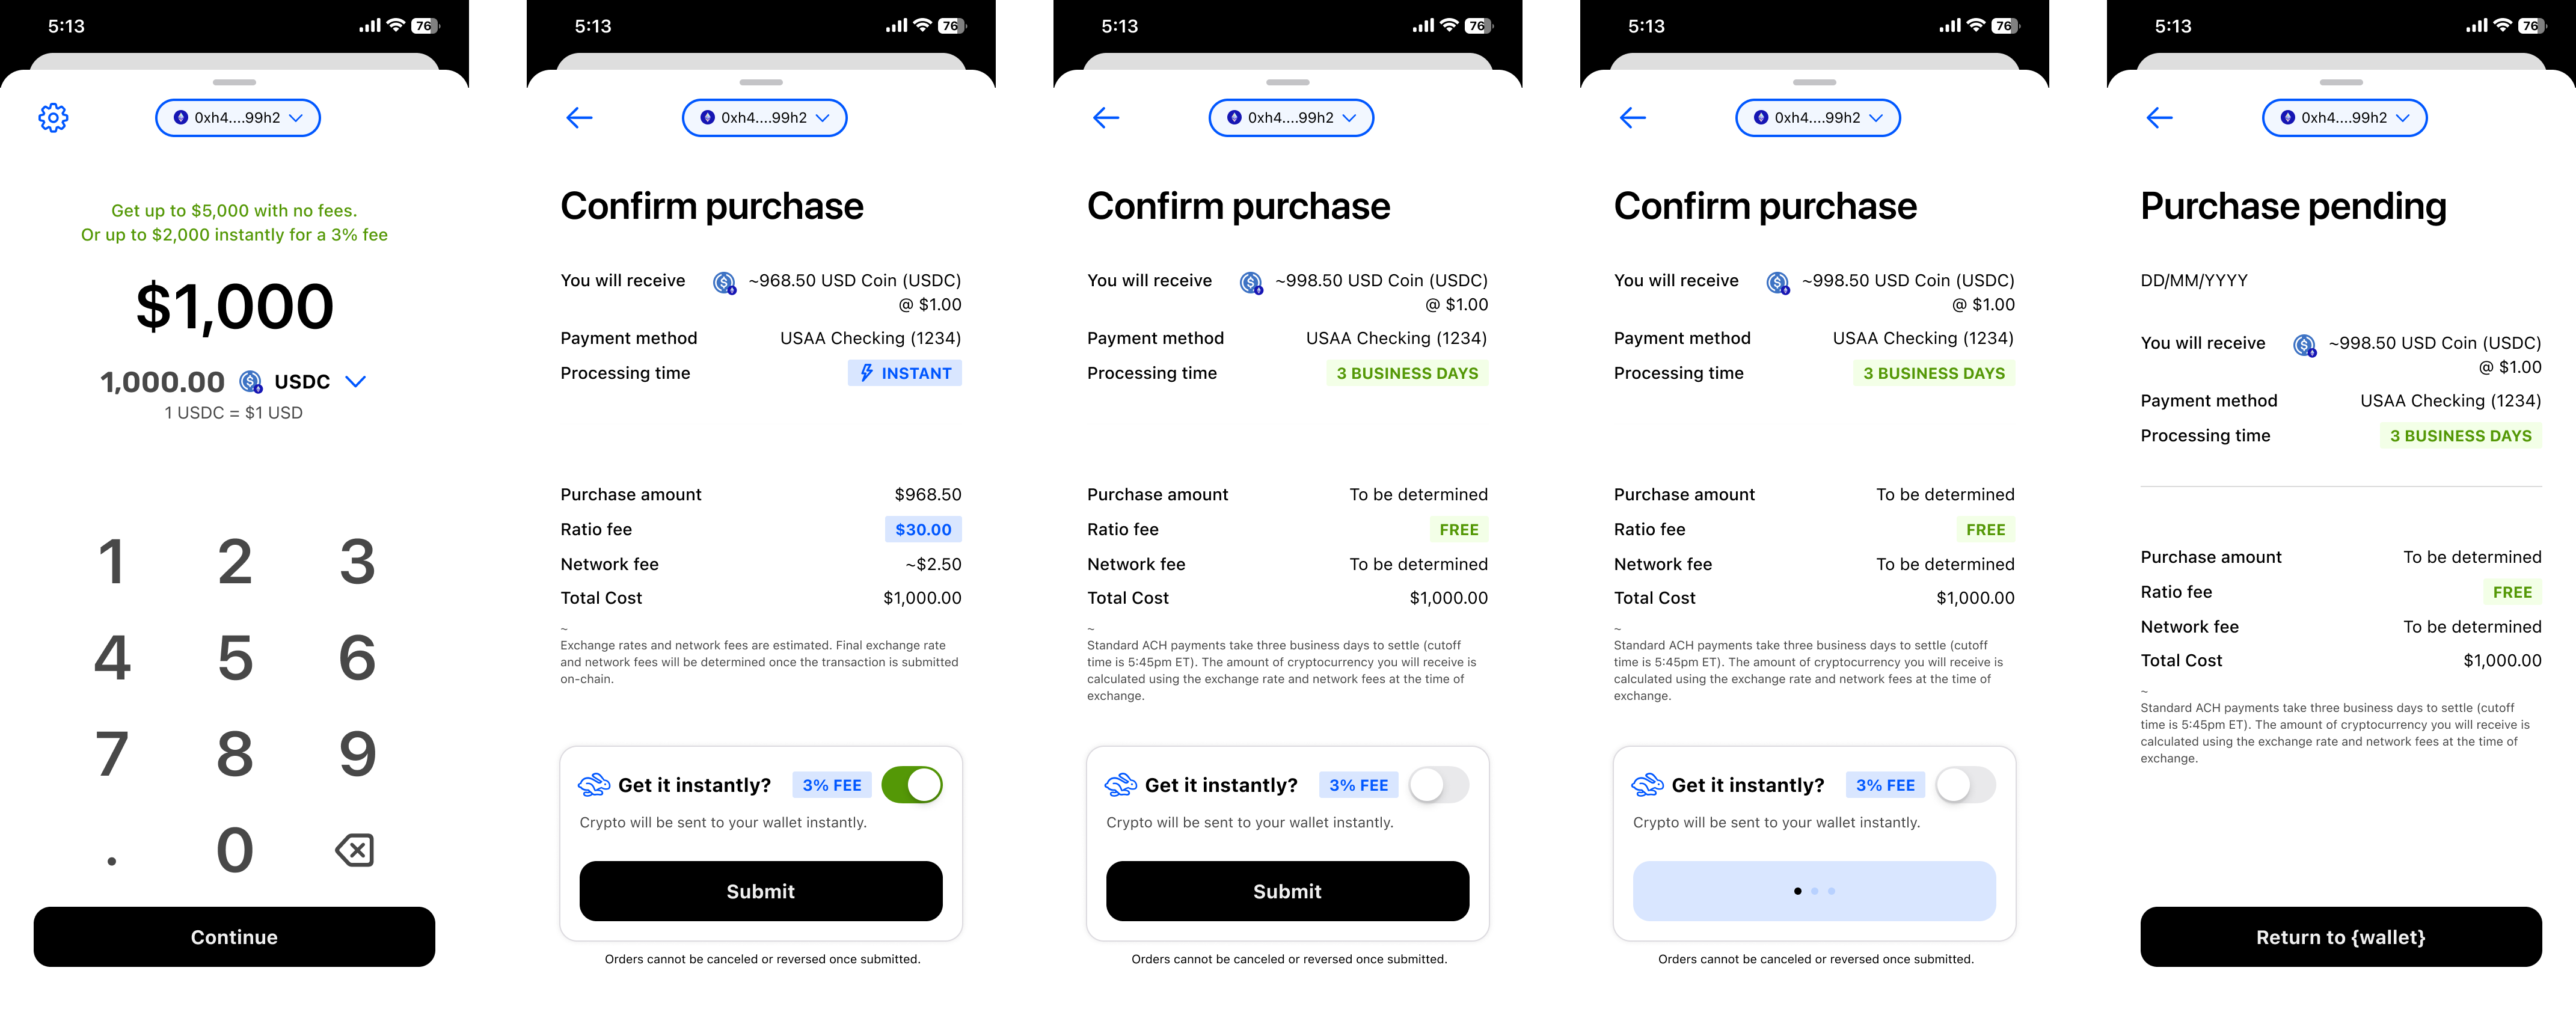 5:13
76
0xh4....99h2
Get up to $5,000 with no fees.
Or up to $2,000 instantly for a 3% fee
$1,000
1,000.00 USDC
1 USDC = $1 USD
1 2 3
4 5 6
7 8 9
. 0
Continue
5:13
76
0xh4....99h2
Confirm purchase
You will receive ~968.50 USD Coin (USDC)
@ $1.00
Payment method USAA Checking (1234)
Processing time INSTANT
Purchase amount $968.50
Ratio fee $30.00
Network fee ~$2.50
Total Cost $1,000.00
~
Exchange rates and network fees are estimated. Final exchange rate
and network fees will be determined once the transaction is submitted
on-chain.
Get it instantly? 3% FEE
Crypto will be sent to your wallet instantly.
Submit
Orders cannot be canceled or reversed once submitted.
5:13
76
0xh4....99h2
Confirm purchase
You will receive ~998.50 USD Coin (USDC)
@ $1.00
Payment method USAA Checking (1234)
Processing time 3 BUSINESS DAYS
Purchase amount To be determined
Ratio fee FREE
Network fee To be determined
Total Cost $1,000.00
~
Standard ACH payments take three business days to settle (cutoff
time is 5:45pm ET). The amount of cryptocurrency you will receive is
calculated using the exchange rate and network fees at the time of
exchange.
Get it instantly? 3% FEE
Crypto will be sent to your wallet instantly.
Submit
Orders cannot be canceled or reversed once submitted.
5:13
76
0xh4....99h2
Confirm purchase
You will receive ~998.50 USD Coin (USDC)
@ $1.00
Payment method USAA Checking (1234)
Processing time 3 BUSINESS DAYS
Purchase amount To be determined
Ratio fee FREE
Network fee To be determined
Total Cost $1,000.00
~
Standard ACH payments take three business days to settle (cutoff
time is 5:45pm ET). The amount of cryptocurrency you will receive is
calculated using the exchange rate and network fees at the time of
exchange.
Get it instantly? 3% FEE
Crypto will be sent to your wallet instantly.
Orders cannot be canceled or reversed once submitted.
5:13
76
0xh4....99h2
Purchase pending
DD/MM/YYYY
You will receive ~998.50 USD Coin (USDC)
@ $1.00
Payment method USAA Checking (1234)
Processing time 3 BUSINESS DAYS
Purchase amount To be determined
Ratio fee FREE
Network fee To be determined
Total Cost $1,000.00
~
Standard ACH payments take three business days to settle (cutoff
time is 5:45pm ET). The amount of cryptocurrency you will receive is
calculated using the exchange rate and network fees at the time of
exchange.
Return to {wallet}